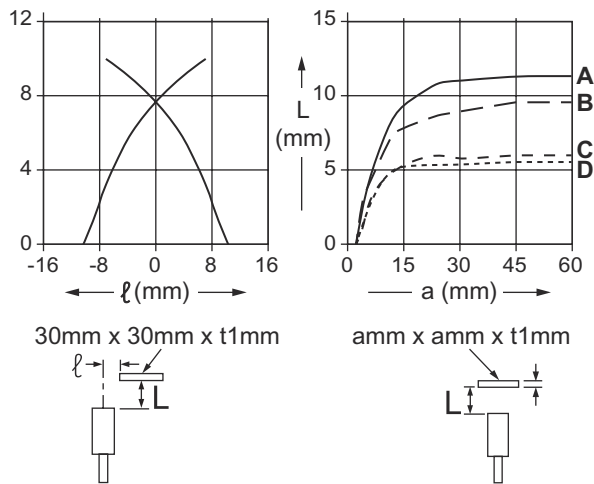 12
8
4
0
-16 -8 0 8 16
ℓ (mm)
L
(mm)
15
10
5
0
0 15 30 45 60
a (mm)
A
B
C
D
30mm x 30mm x t1mm
ℓ
L
amm x amm x t1mm
L